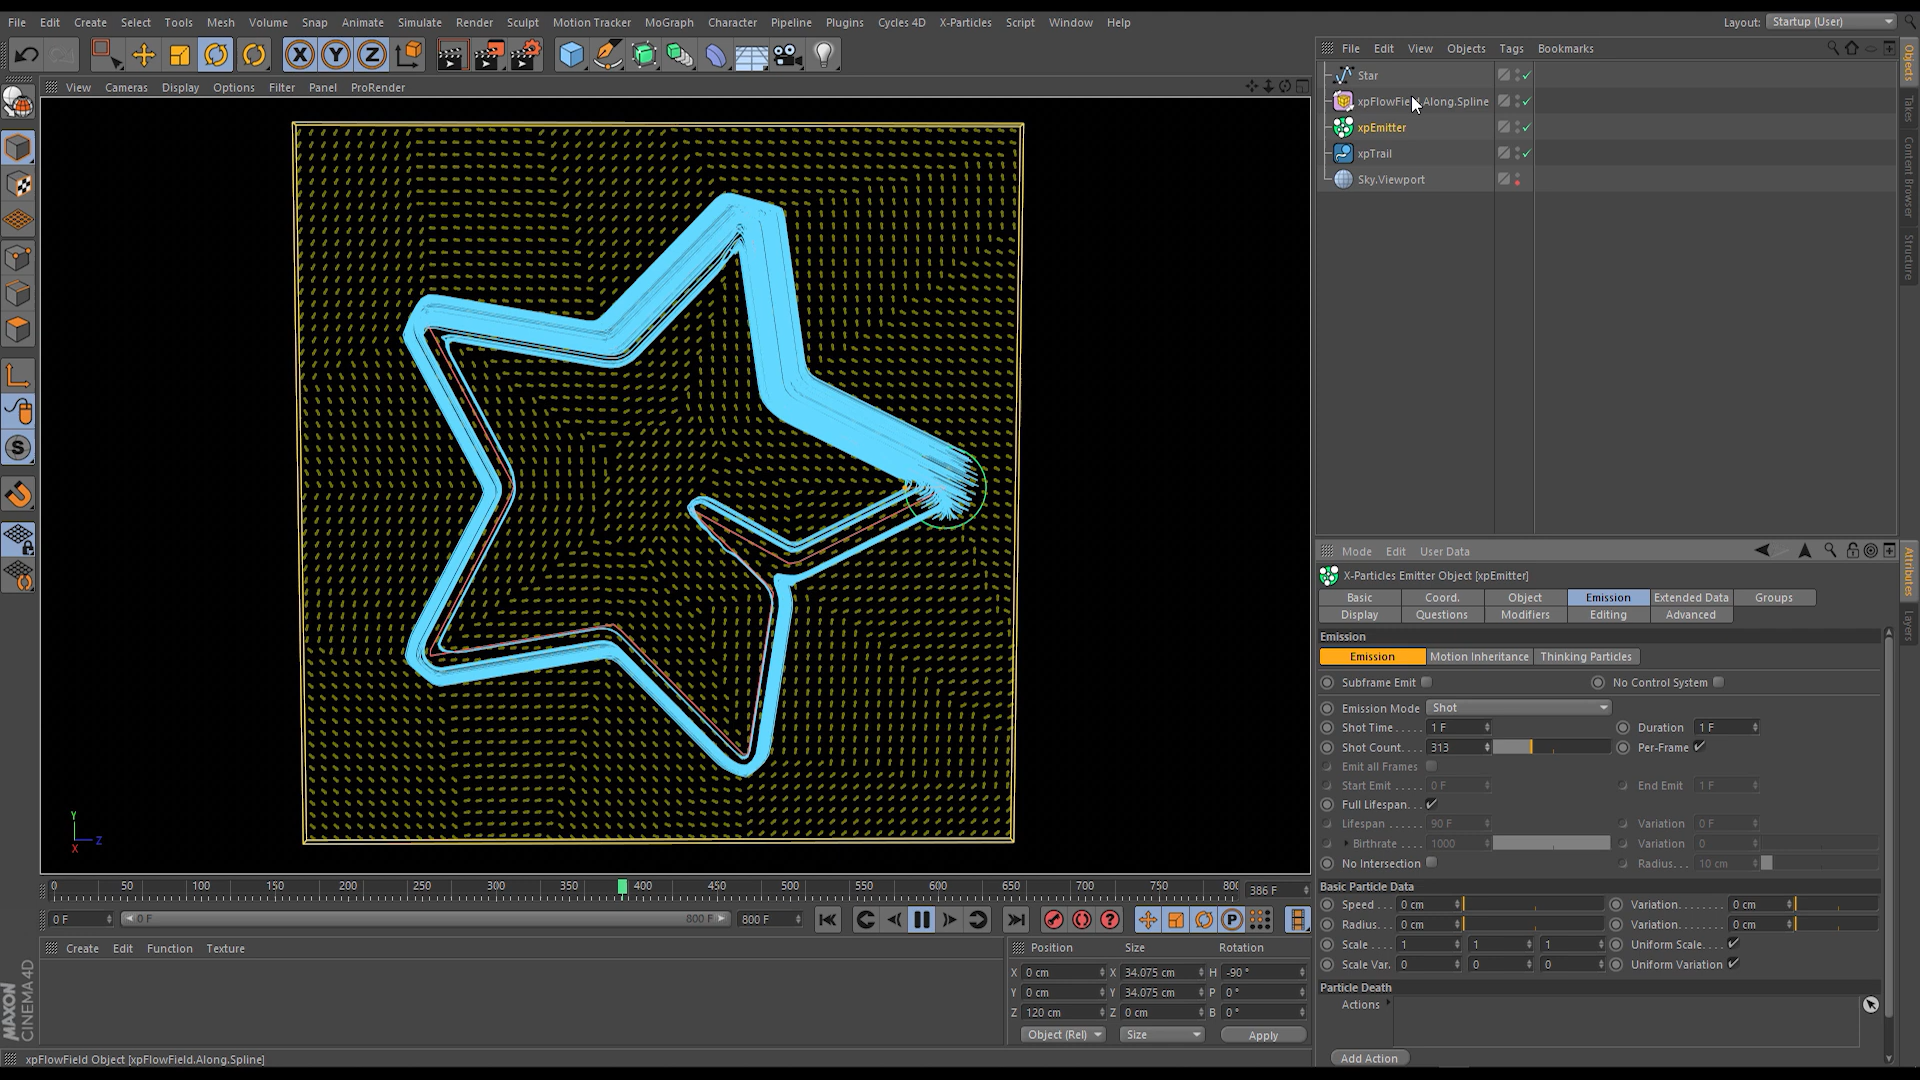 File Edit Create Select Tools Mesh Volume Snap Animate Simulate Render Sculpt Motion Tracker MoGraph Character Pipeline Plugins Cycles 4D X-Particles Script Window Help Layout: Startup (User)
X Y Z
View Cameras Display Options Filter Panel ProRender
File Edit View Objects Tags Bookmarks
Star
xpFlowField.Along.Spline
xpEmitter
xpTrail
Sky.Viewport
Objects
Takes
Content Browser
Structure
Mode Edit User Data
X-Particles Emitter Object [xpEmitter]
Basic Coord. Object Emission Extended Data Groups
Display Questions Modifiers Editing Advanced
Emission
Emission Motion Inheritance Thinking Particles
Subframe Emit No Control System
Emission Mode Shot
Shot Time..... 1 F Duration 1 F
Shot Count.... 313 Per-Frame
Emit all Frames
Start Emit 0 F End Emit 1 F
Full Lifespan...
Lifespan ...... 90 F Variation 0 F
Birthrate .... 1000 Variation 0
No Intersection Radius... 10 cm
Basic Particle Data
Speed ... 0 cm Variation........ 0 cm
Radius... 0 cm Variation........ 0 cm
Scale .... 1 1 1 Uniform Scale....
Scale Var. 0 0 0 Uniform Variation
Particle Death
Actions
Add Action
Attributes
Layers
Y
Z
X
0 50 100 150 200 250 300 350 400 450 500 550 600 650 700 750 800 386 F
0 F 0 F 800 F 800 F P
Create Edit Function Texture
Position Size Rotation
X 0 cm X 34.075 cm H -90 °
Y 0 cm Y 34.075 cm P 0 °
Z 120 cm Z 0 cm B 0 °
Object (Rel) Size Apply
MAXON
CINEMA 4D
xpFlowField Object [xpFlowField.Along.Spline]